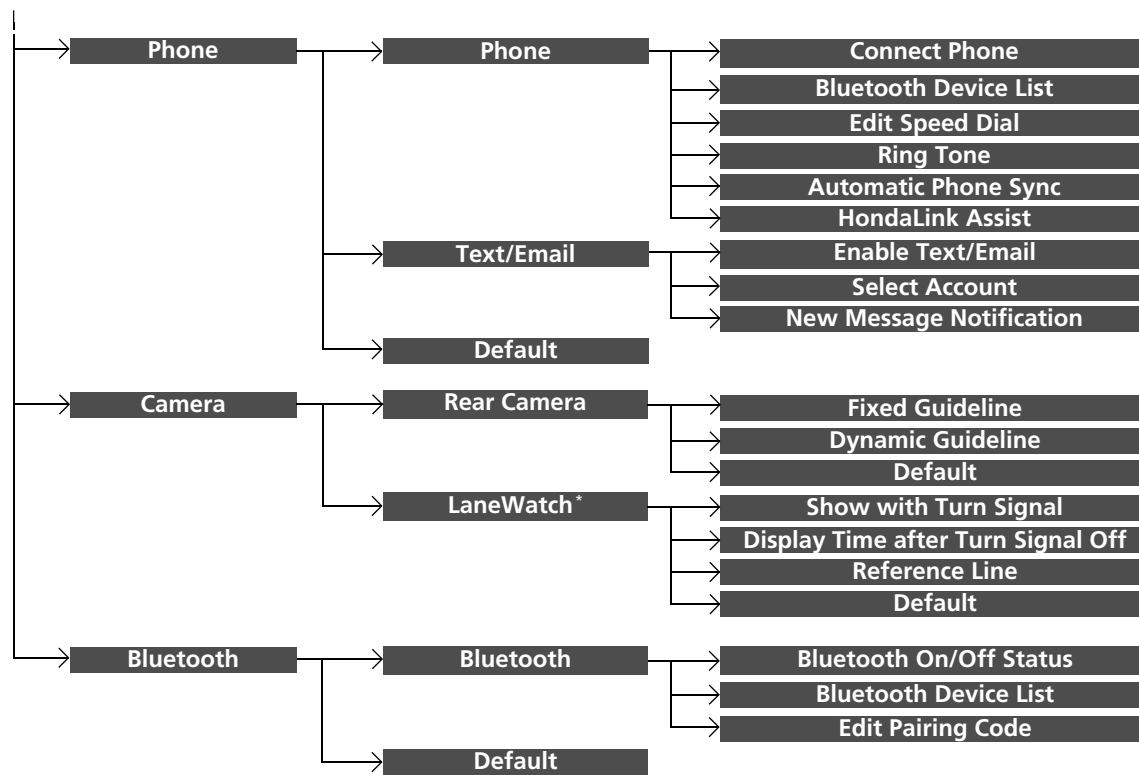 Phone
Phone
Connect Phone
Bluetooth Device List
Edit Speed Dial
Ring Tone
Automatic Phone Sync
HondaLink Assist
Text/Email
Enable Text/Email
Select Account
New Message Notification
Default
Camera
Rear Camera
Fixed Guideline
Dynamic Guideline
Default
LaneWatch*
Show with Turn Signal
Display Time after Turn Signal Off
Reference Line
Default
Bluetooth
Bluetooth
Bluetooth On/Off Status
Bluetooth Device List
Edit Pairing Code
Default